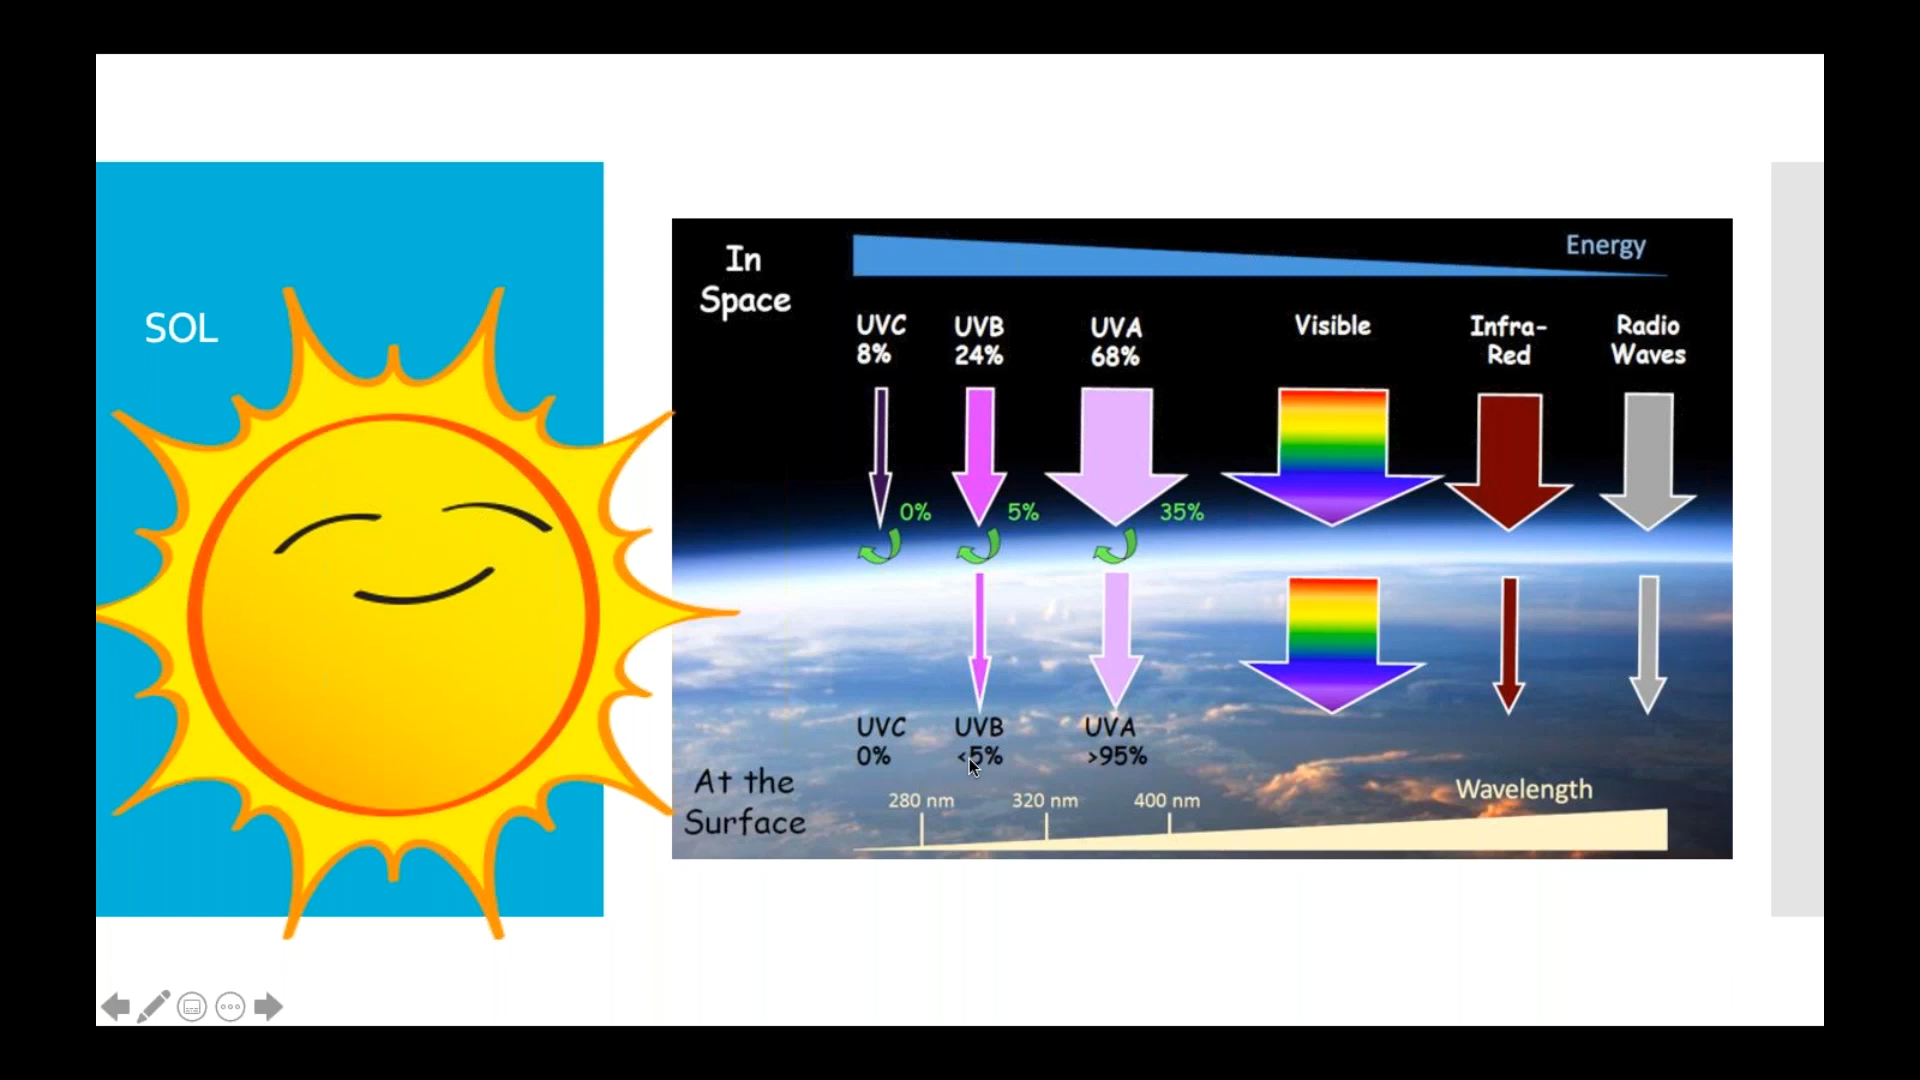 SOL
In
Space
Energy
UVC
8%
UVB
24%
UVA
68%
Visible
Infra-
Red
Radio
Waves
0%
5%
35%
UVC
0%
UVB
<5%
UVA
>95%
At the
Surface
280 nm
320 nm
400 nm
Wavelength